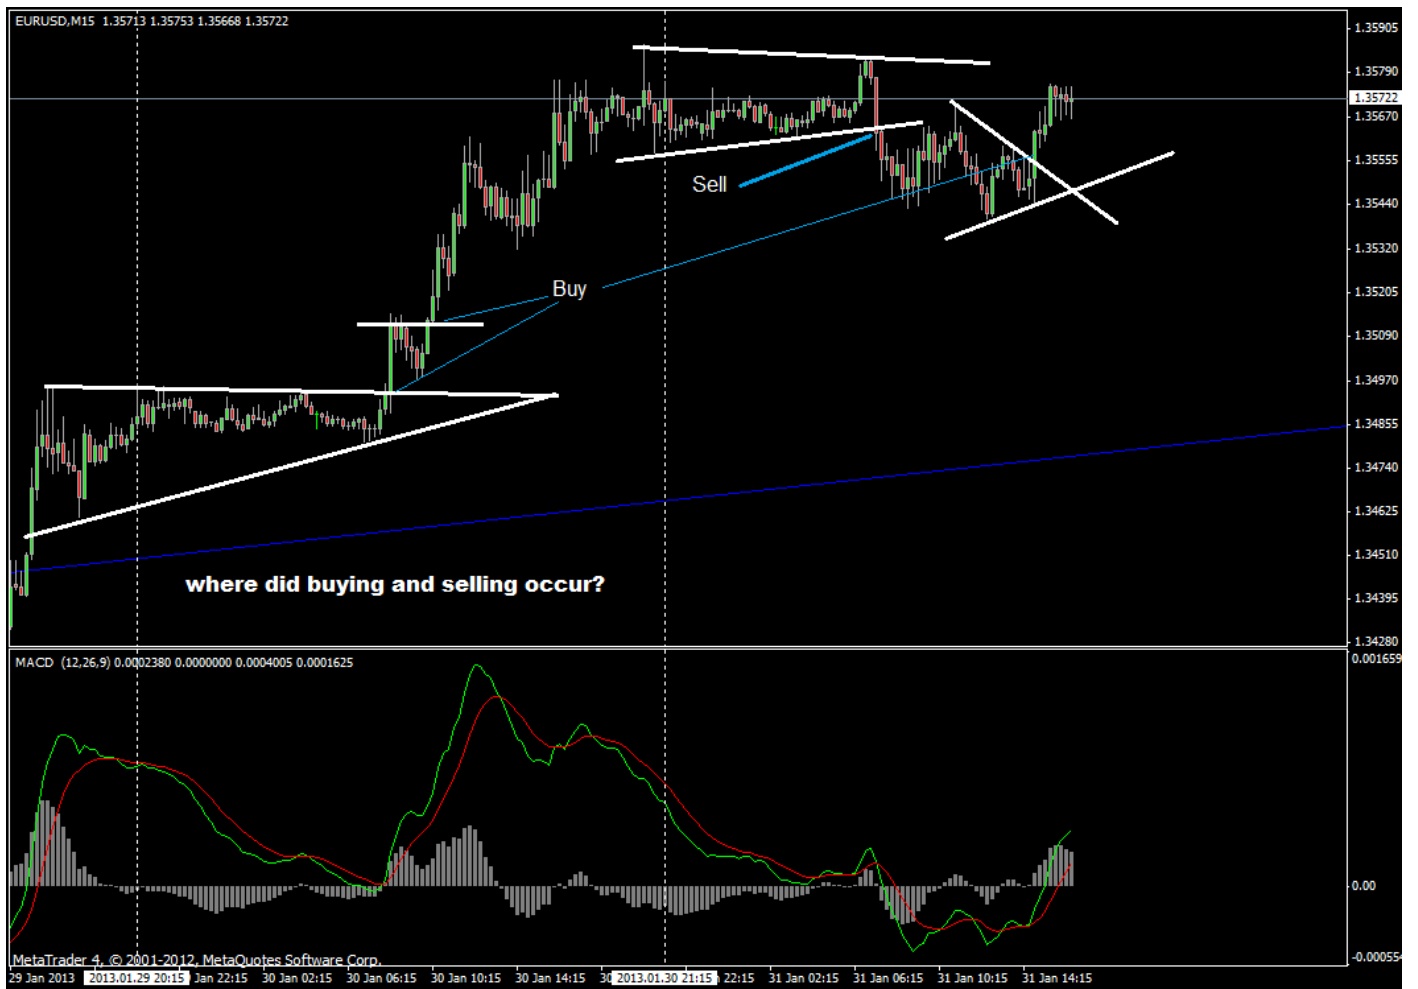 EURUSD,M15 1.35713 1.35753 1.35668 1.35722
1.35905
1.35790
1.35722
1.35670
1.35555
Sell
1.35440
1.35320
Buy
1.35205
1.35090
1.34970
1.34855
1.34740
1.34625
1.34510
where did buying and selling occur?
1.34395
1.34280
MACD (12,26,9) 0.0002380 0.0000000 0.0004005 0.0001625
0.001659
0.00
-0.000554
MetaTrader 4, © 2001-2012, MetaQuotes Software Corp.
29 Jan 2013 2013.01.29 20:15 Jan 22:15 30 Jan 02:15 30 Jan 06:15 30 Jan 10:15 30 Jan 14:15 2013.01.30 21:15 22:15 31 Jan 02:15 31 Jan 06:15 31 Jan 10:15 31 Jan 14:15